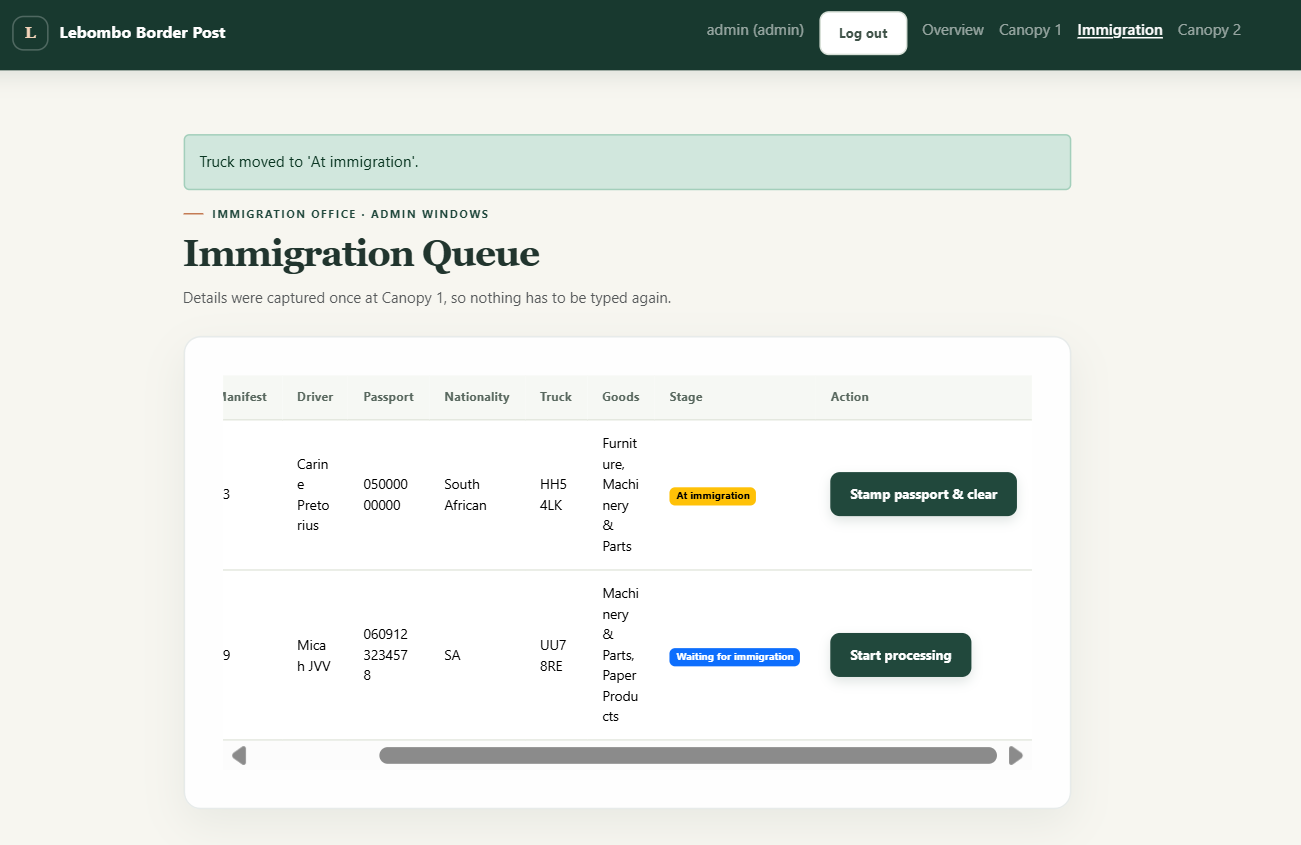 L
Lebombo Border Post
admin (admin)
Log out
Overview
Canopy 1
Immigration
Canopy 2
Truck moved to 'At immigration'.
IMMIGRATION OFFICE · ADMIN WINDOWS
Immigration Queue
Details were captured once at Canopy 1, so nothing has to be typed again.
Manifest Driver Passport Nationality Truck Goods Stage Action
3
Carin
e
Preto
rius
050000
00000
South
African
HH5
4LK
Furnit
ure,
Machi
nery
&
Parts
At immigration
Stamp passport & clear
9
Mica
h JVV
060912
323457
8
SA
UU7
8RE
Machi
nery
&
Parts,
Paper
Produ
cts
Waiting for immigration
Start processing